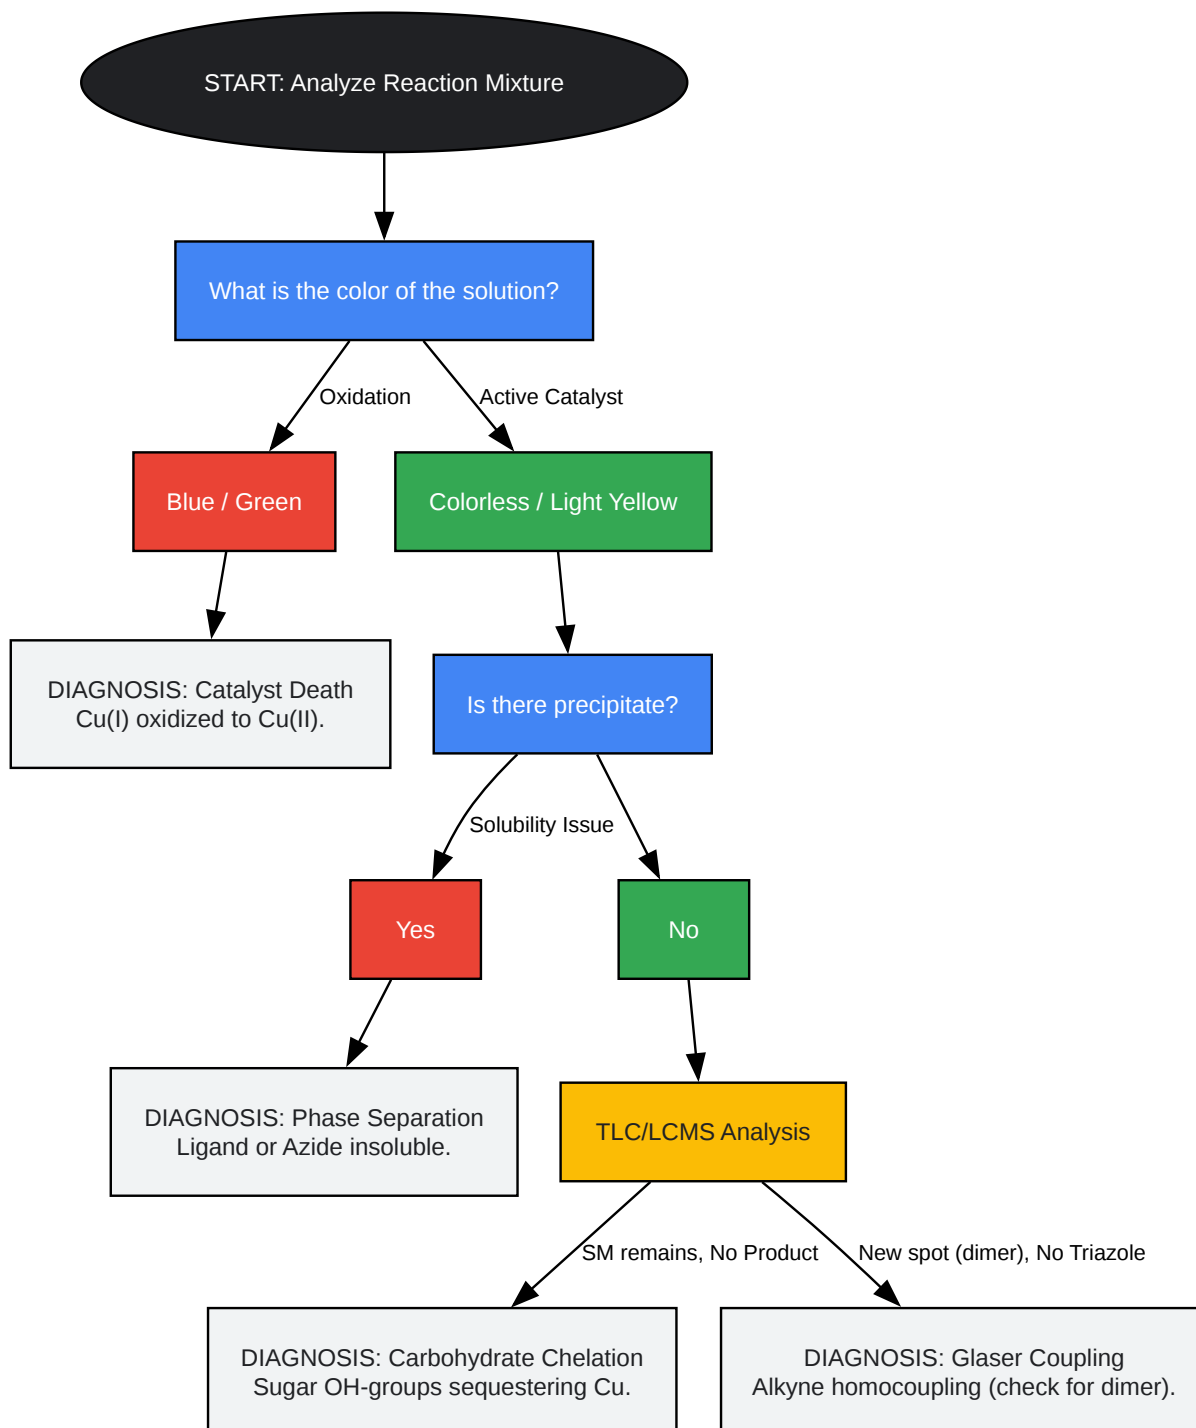 START: Analyze Reaction Mixture
What is the color of the solution?
Oxidation
Active Catalyst
Blue / Green
Colorless / Light Yellow
DIAGNOSIS: Catalyst Death
Cu(I) oxidized to Cu(II).
Is there precipitate?
Solubility Issue
Yes
No
DIAGNOSIS: Phase Separation
Ligand or Azide insoluble.
TLC/LCMS Analysis
SM remains, No Product
New spot (dimer), No Triazole
DIAGNOSIS: Carbohydrate Chelation
Sugar OH-groups sequestering Cu.
DIAGNOSIS: Glaser Coupling
Alkyne homocoupling (check for dimer).